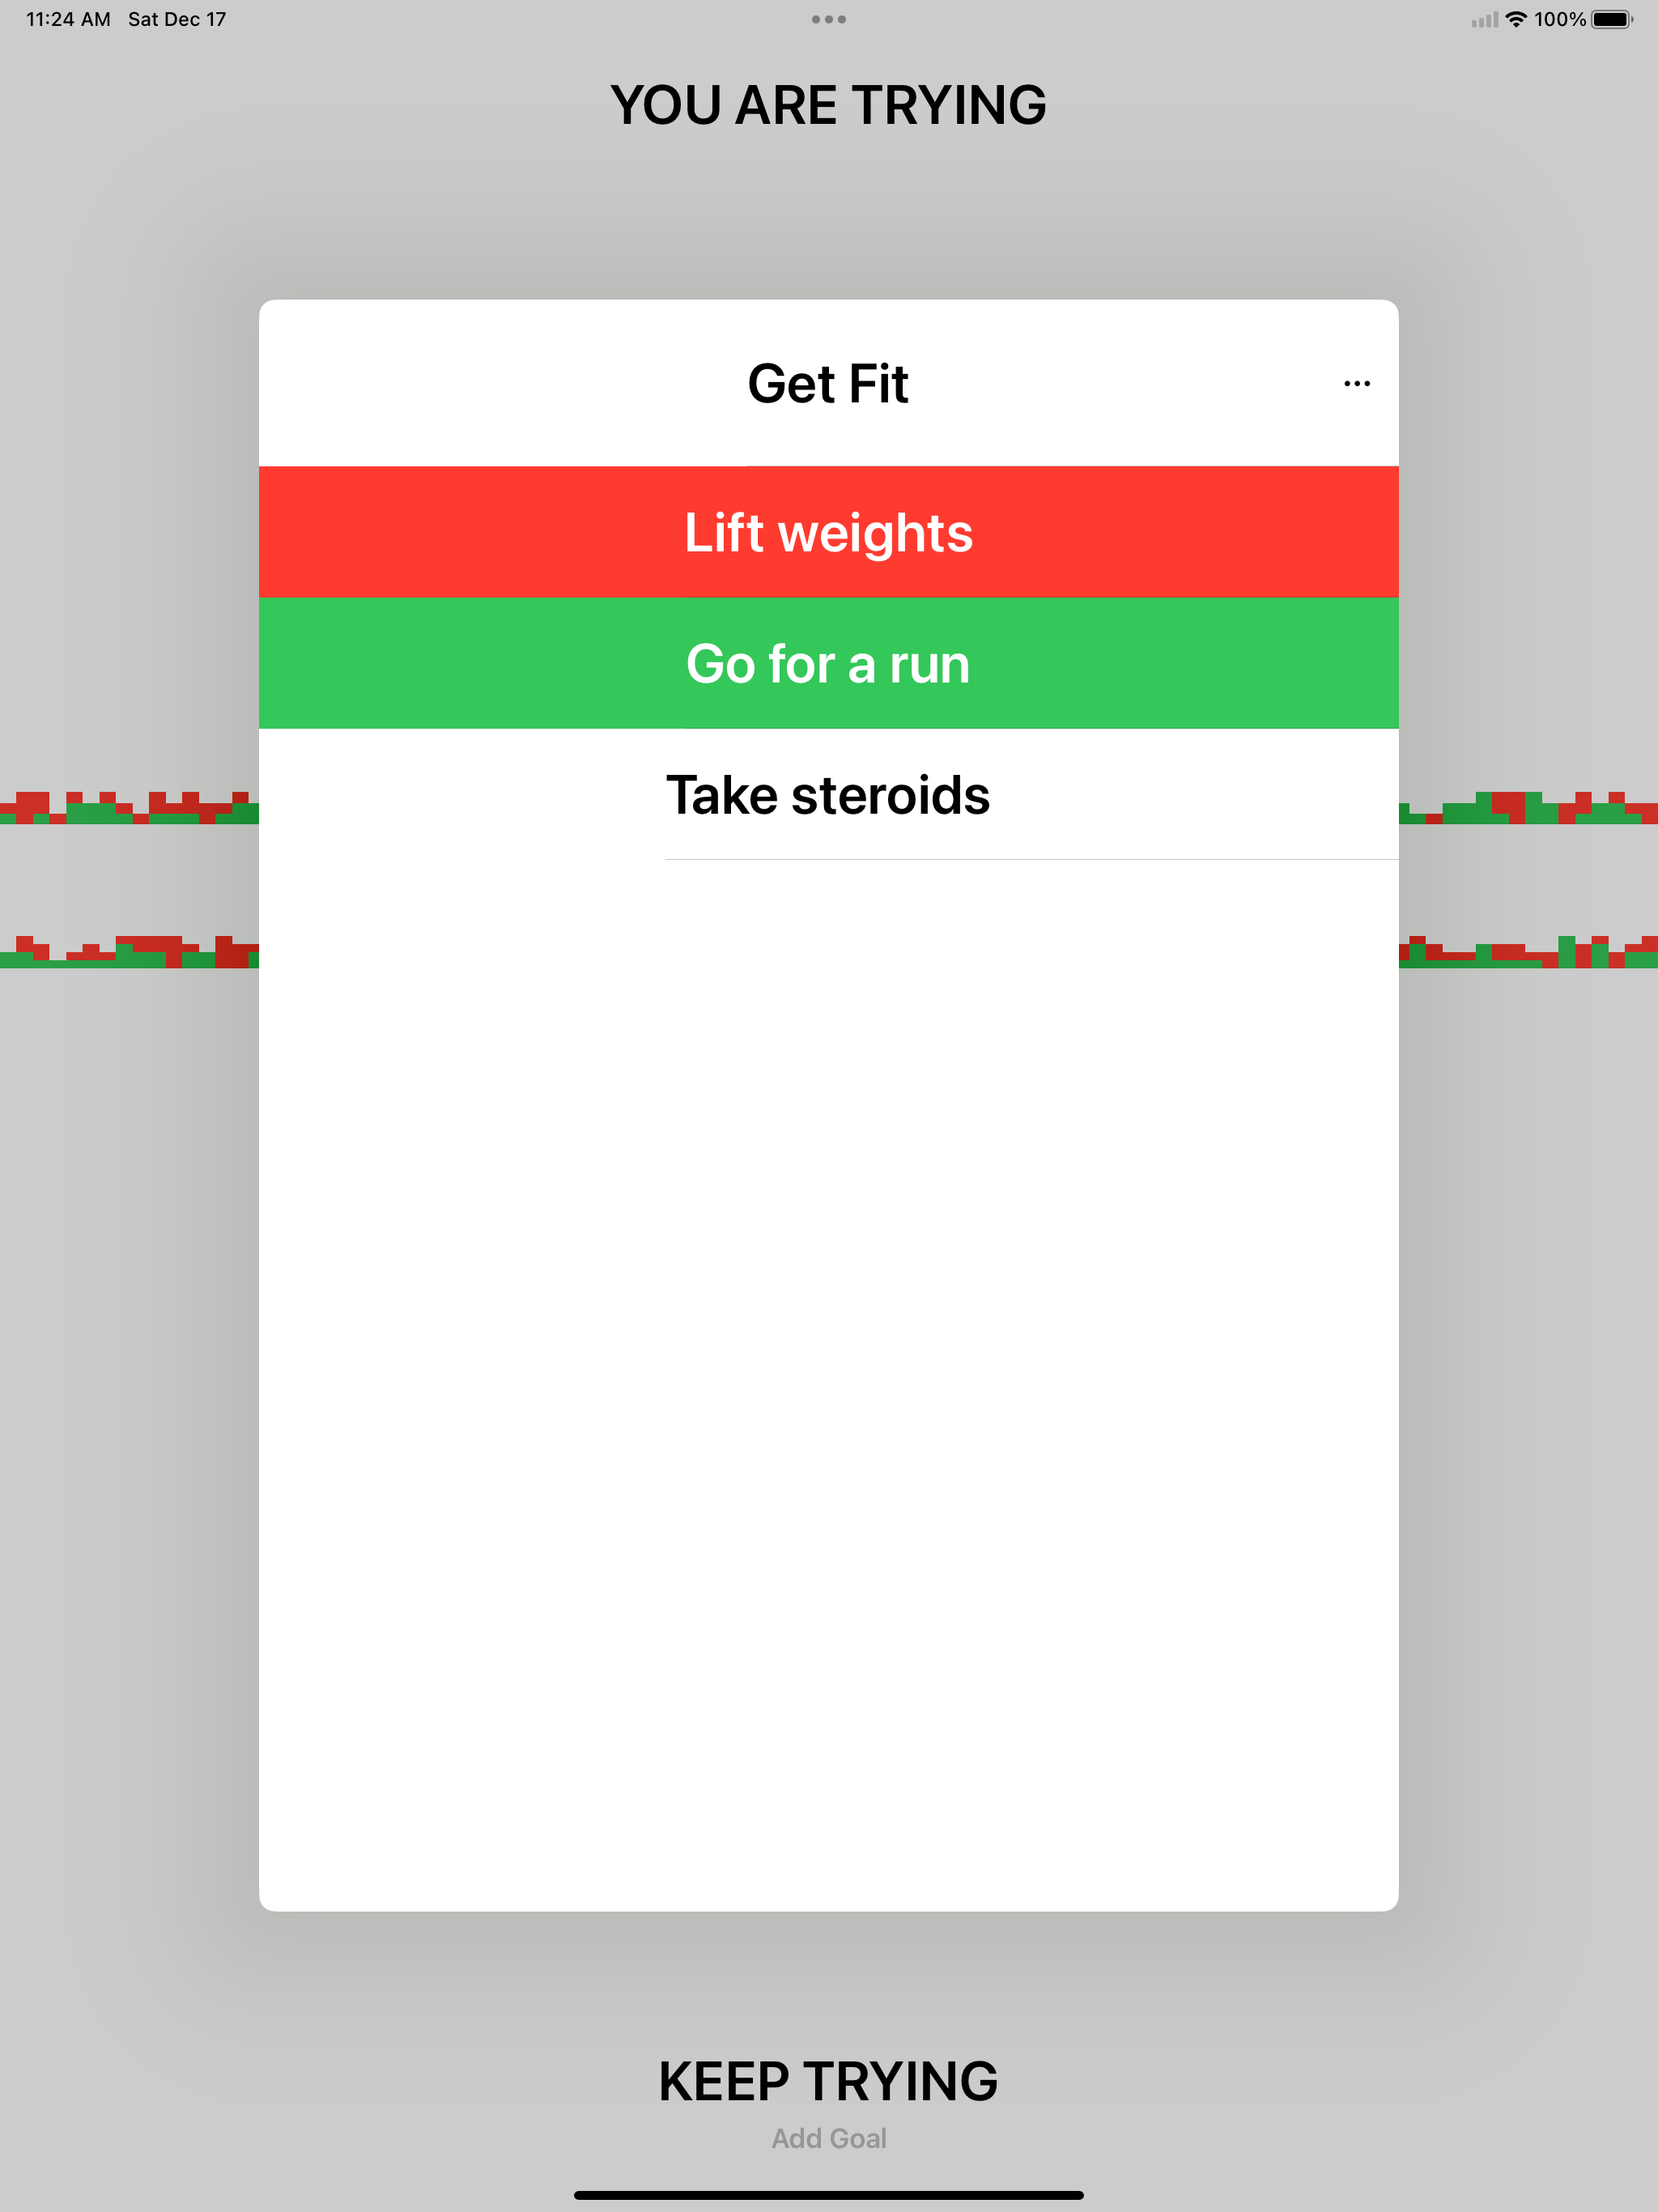 11:24 AM Sat Dec 17
100%
YOU ARE TRYING
Get Fit
Lift weights
Go for a run
Take steroids
KEEP TRYING
Add Goal